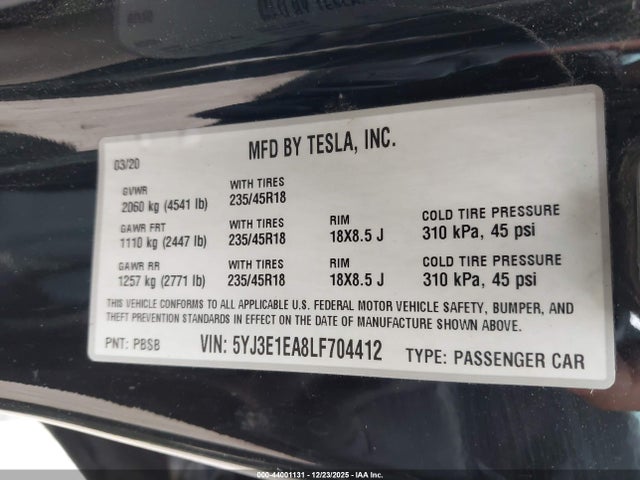 MFD BY TESLA, INC.
03/20
GVWR
2060 kg (4541 lb)
WITH TIRES
235/45R18
GAWR FRT
1110 kg (2447 lb)
WITH TIRES
235/45R18
RIM
18X8.5 J
COLD TIRE PRESSURE
310 kPa, 45 psi
GAWR RR
1257 kg (2771 lb)
WITH TIRES
235/45R18
RIM
18X8.5 J
COLD TIRE PRESSURE
310 kPa, 45 psi
THIS VEHICLE CONFORMS TO ALL APPLICABLE U.S. FEDERAL MOTOR VEHICLE SAFETY, BUMPER, AND
THEFT PREVENTION STANDARDS IN EFFECT ON THE DATE OF MANUFACTURE SHOWN ABOVE.
PNT: PBSB
VIN: 5YJ3E1EA8LF704412
TYPE: PASSENGER CAR
000-44001131 - 12/23/2025 - IAA Inc.